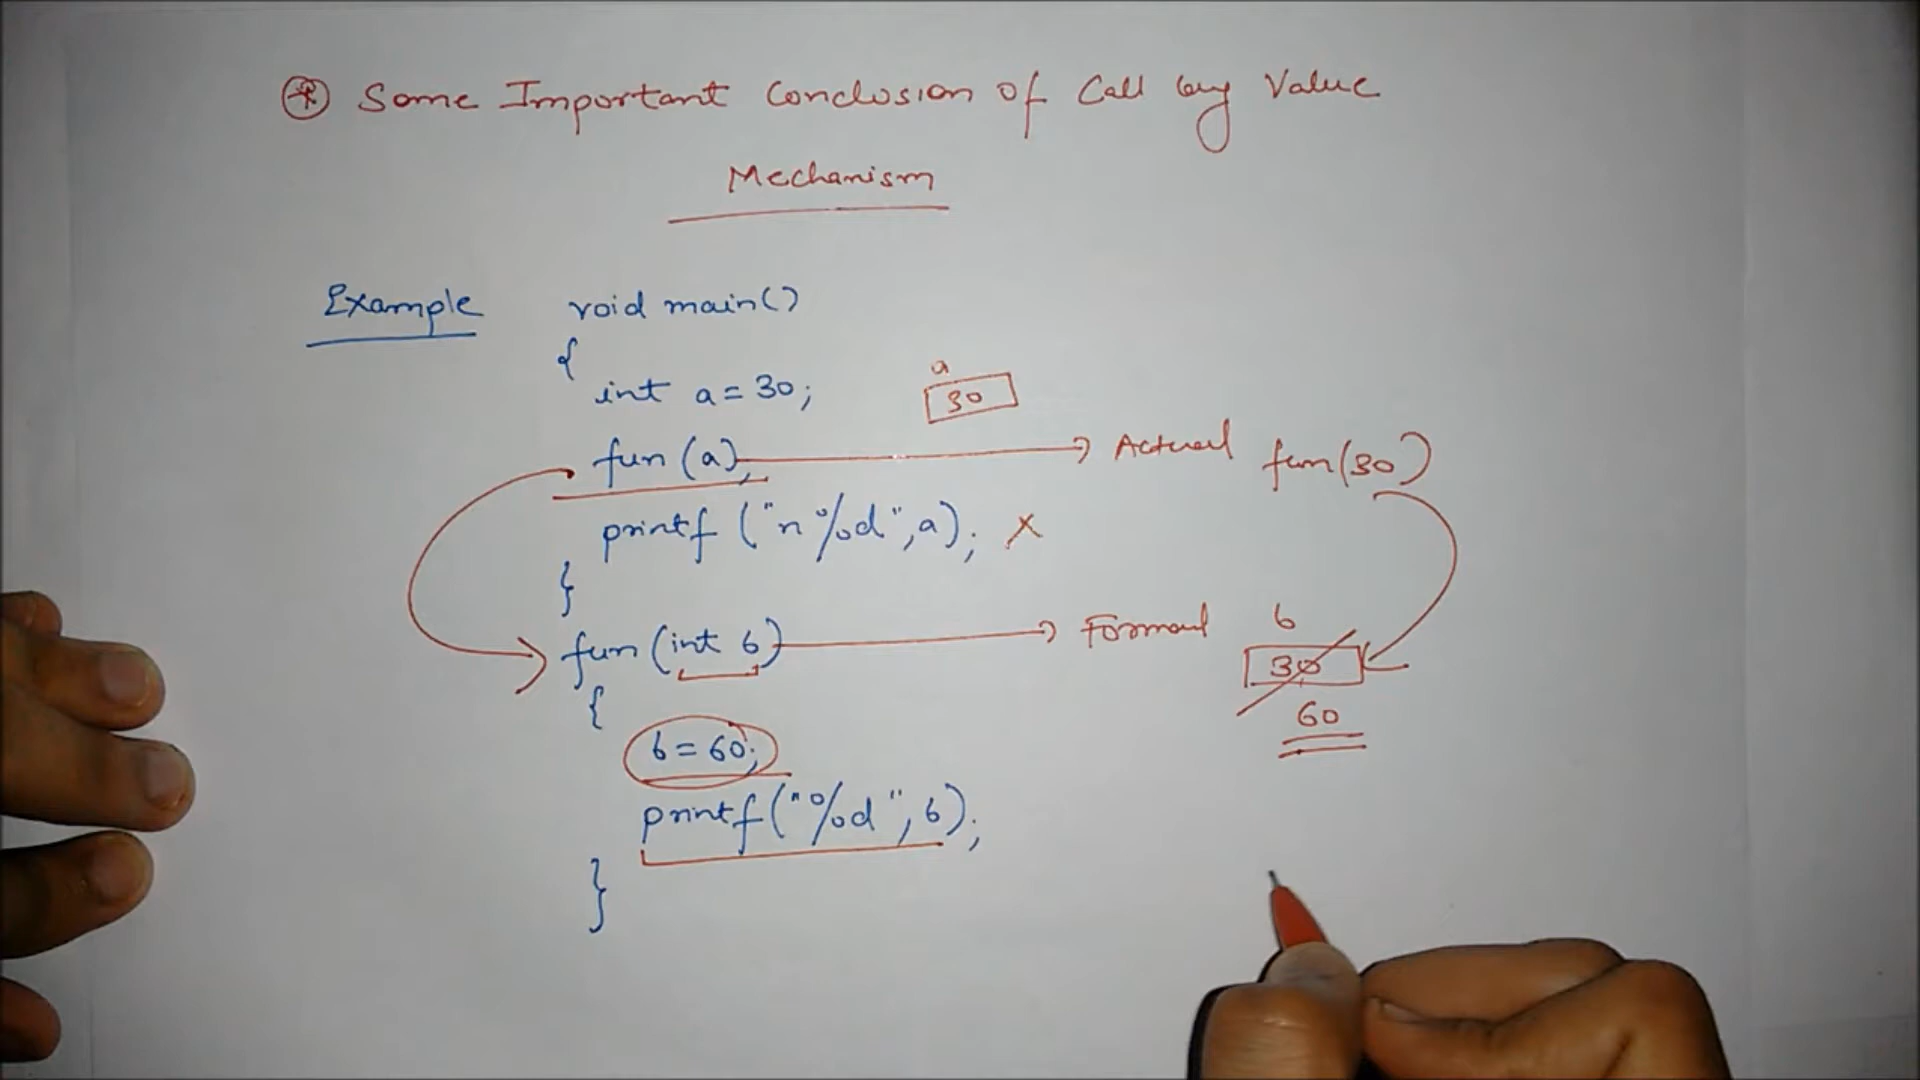 * Some Important Conclusion of Call by Value
Mechanism
Example void main()
{
int a = 30; a 30
fun (a); Actual fun(30)
printf ("n %d", a); X
}
fun (int b) Formal b 30
{ 60
b = 60;
printf("%d", b);
}